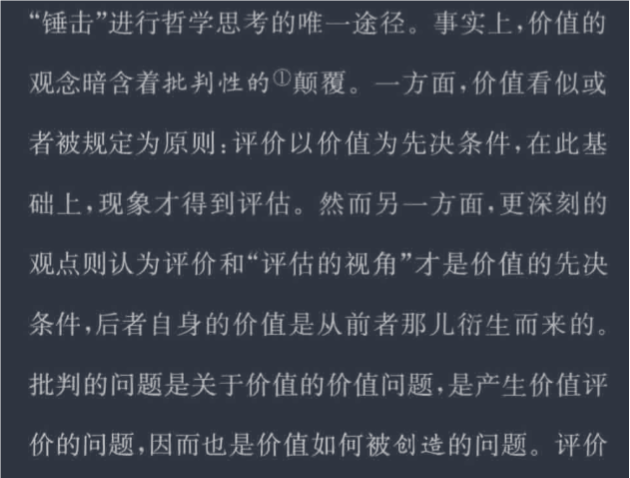 “锤击”进行哲学思考的唯一途径。事实上,价值的
观念暗含着批判性的①颠覆。一方面,价值看似或
者被规定为原则:评价以价值为先决条件,在此基
础上,现象才得到评估。然而另一方面,更深刻的
观点则认为评价和“评估的视角”才是价值的先决
条件,后者自身的价值是从前者那儿衍生而来的。
批判的问题是关于价值的价值问题,是产生价值评
价的问题,因而也是价值如何被创造的问题。评价